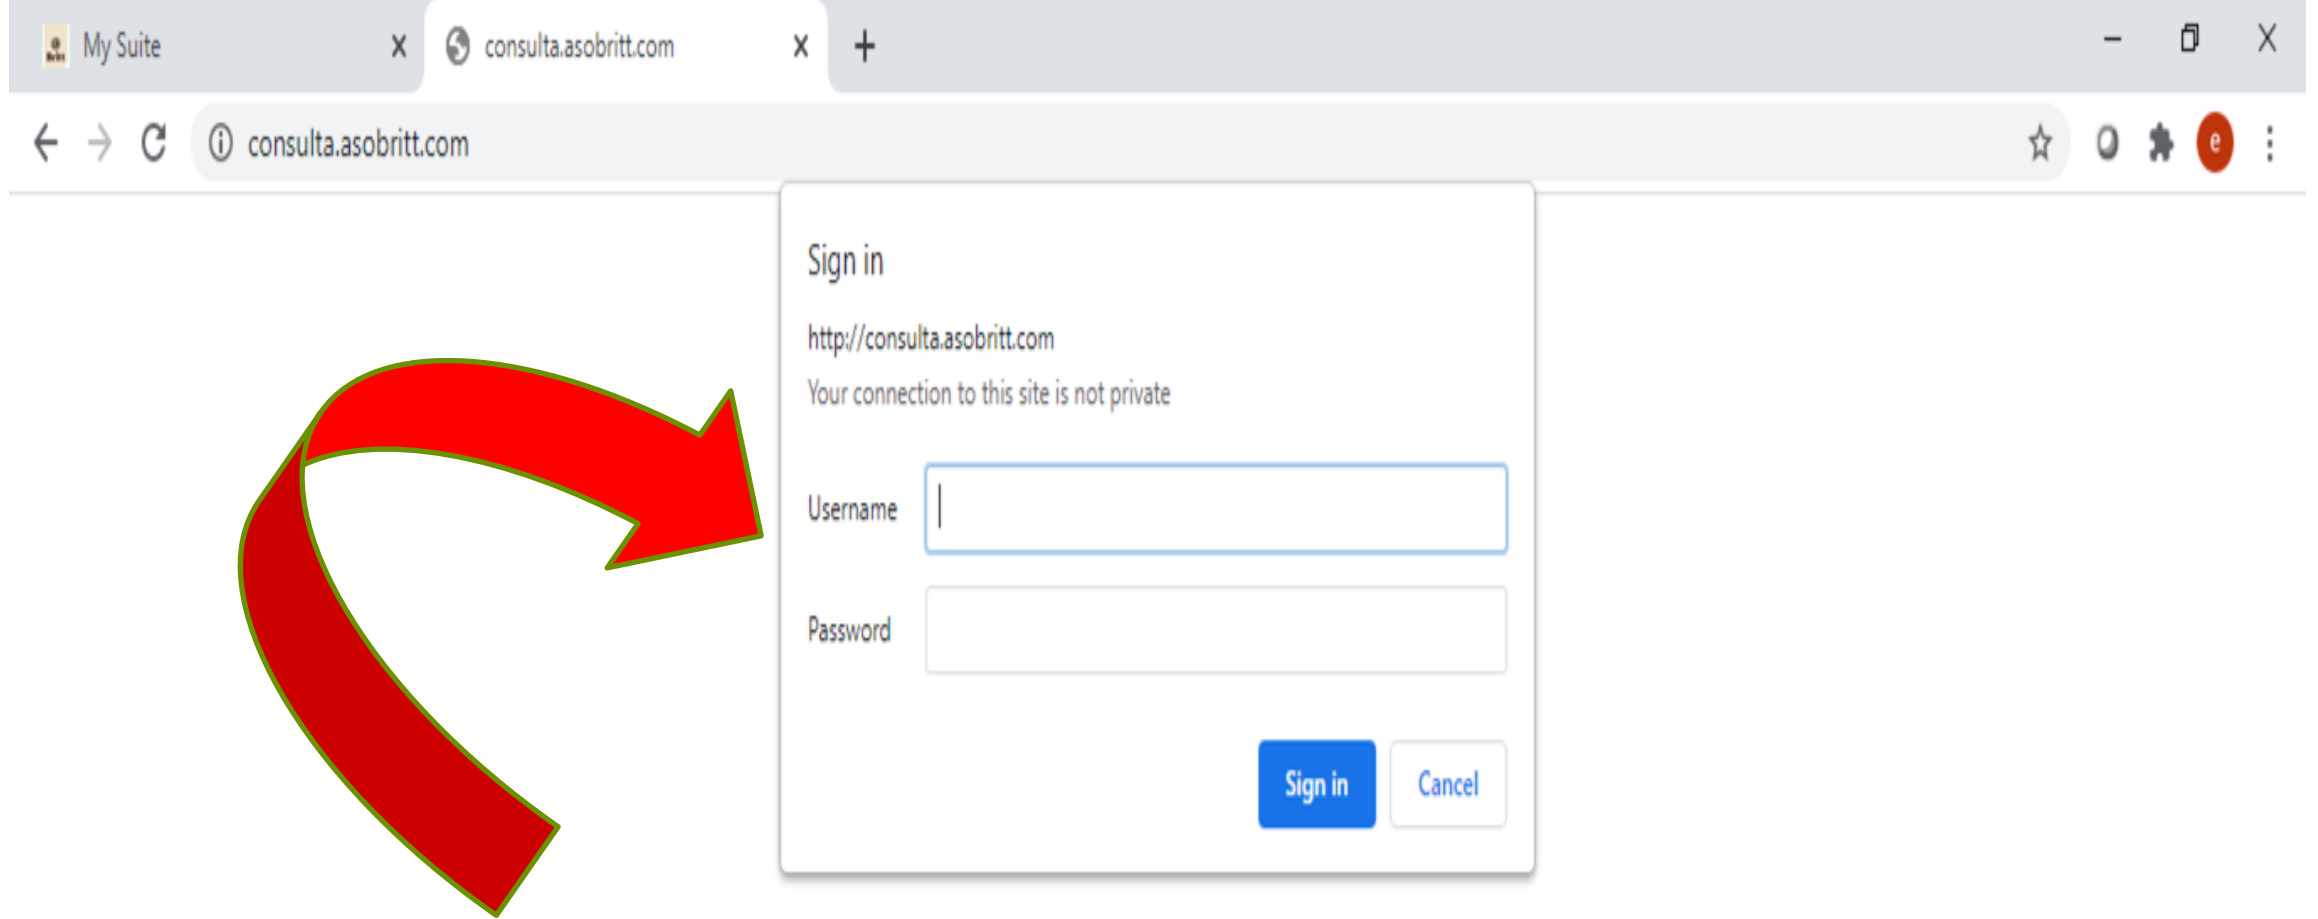 My Suite
consulta.asobritt.com
consulta.asobritt.com
e
Sign in
http://consulta.asobritt.com
Your connection to this site is not private
Username
Password
Sign in
Cancel